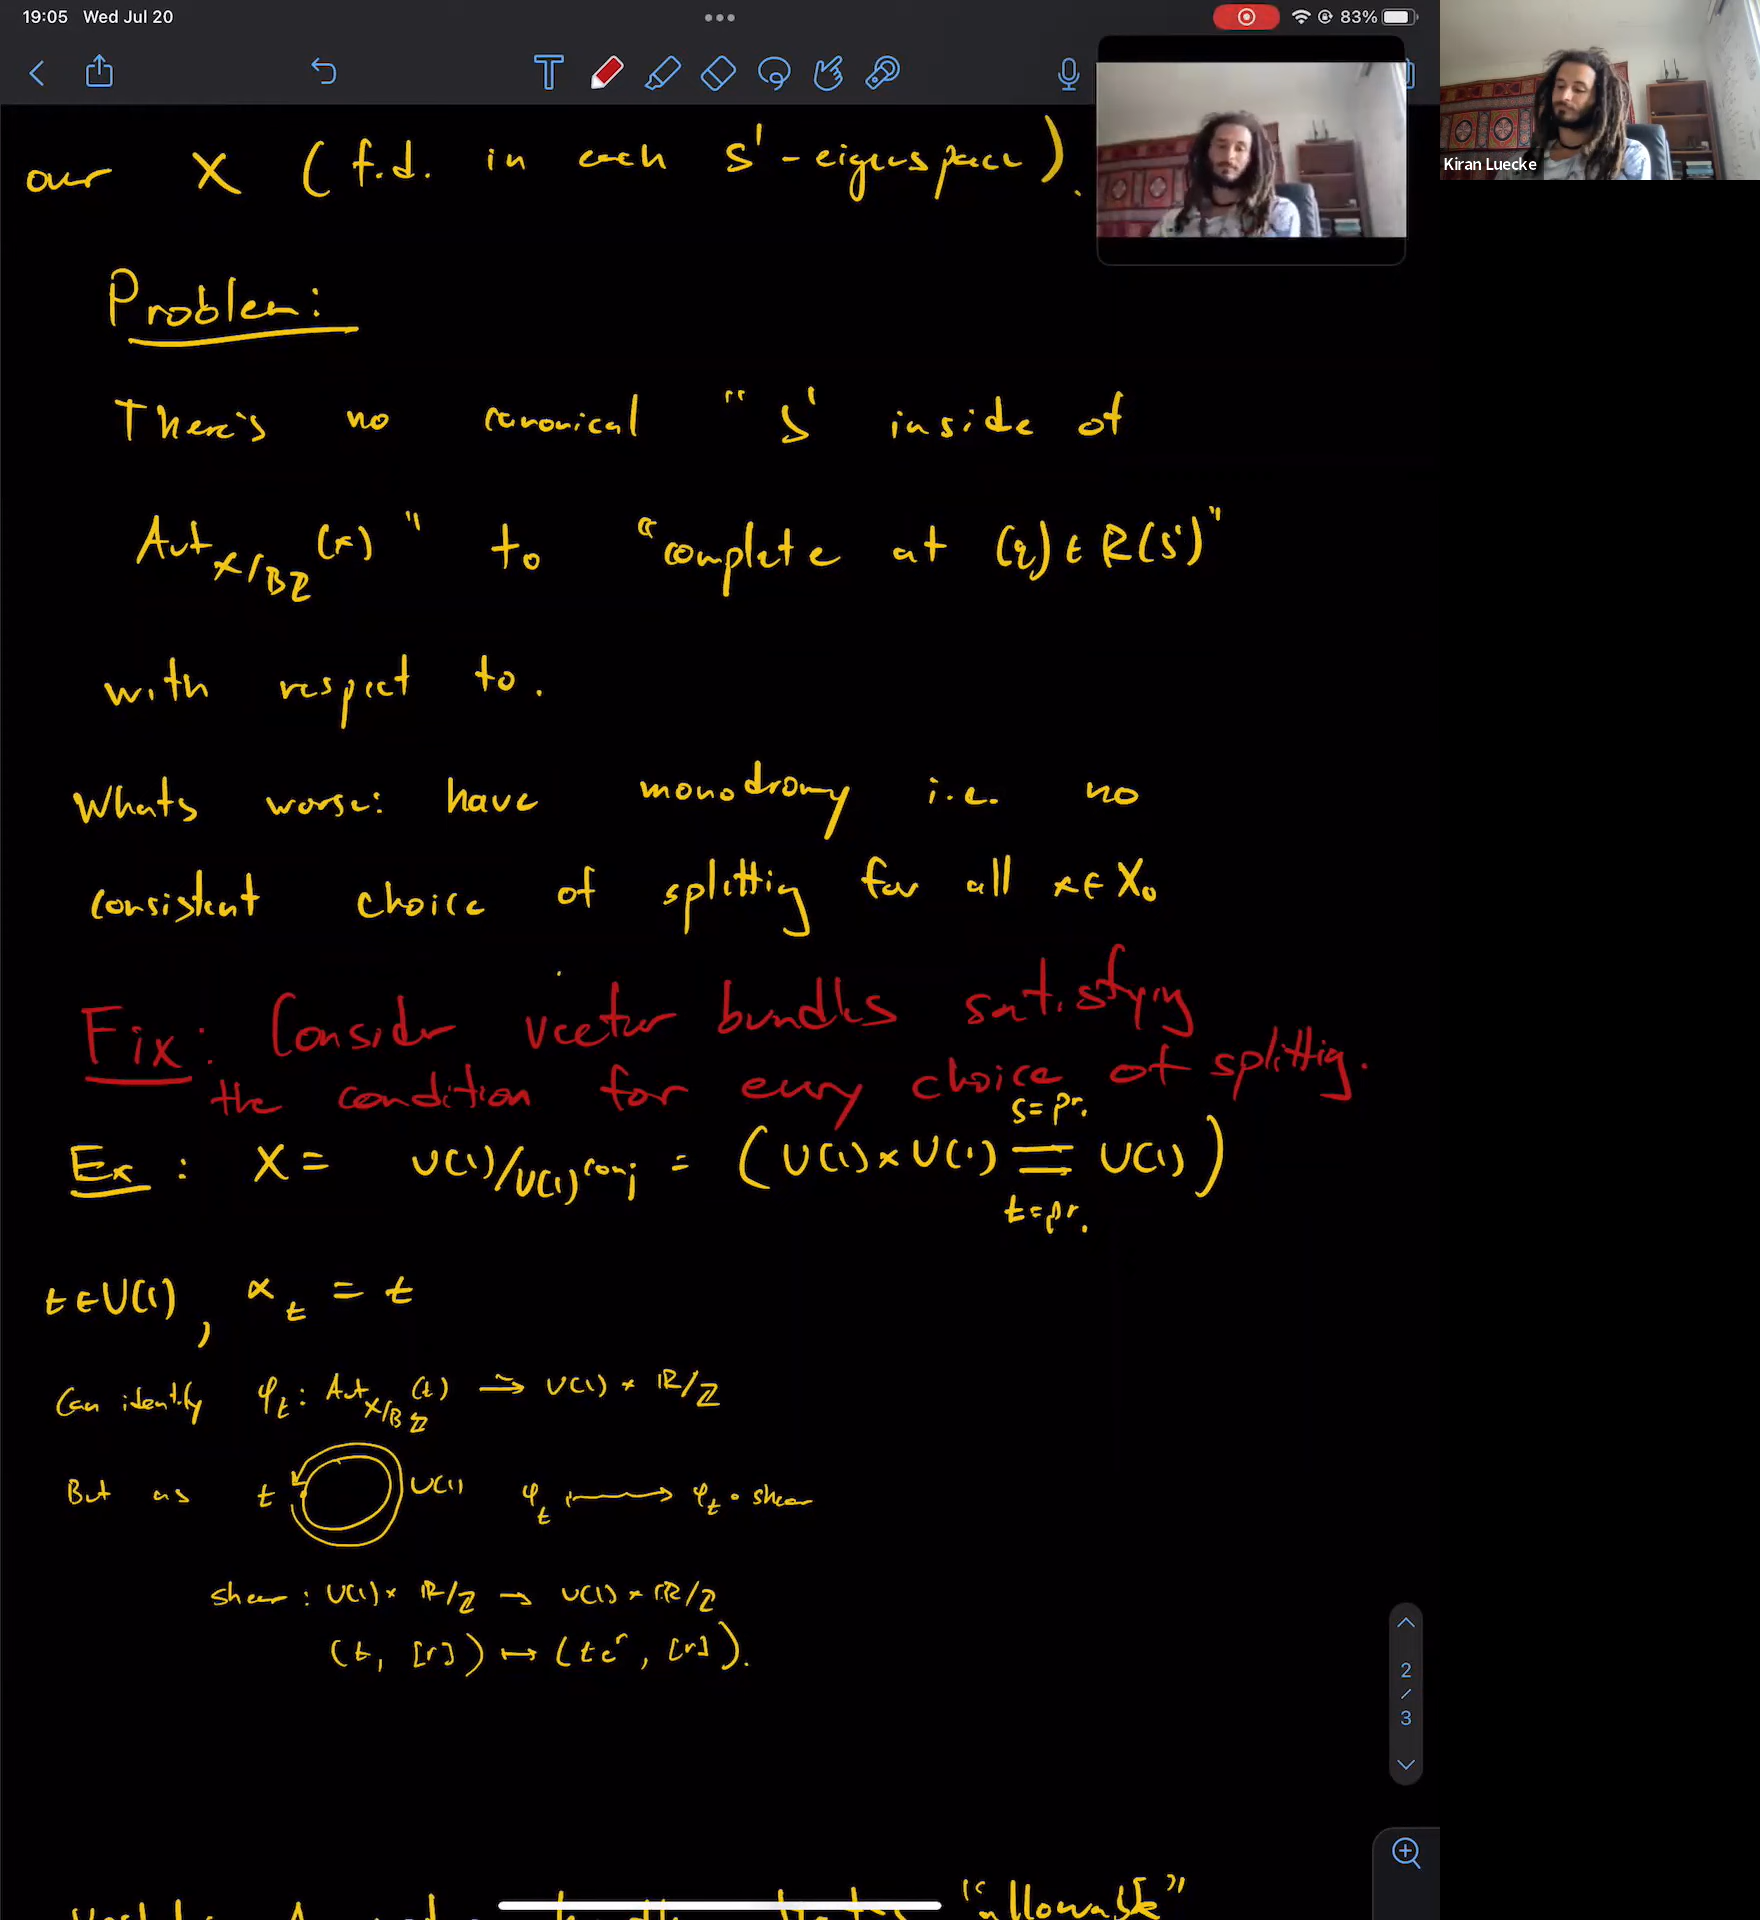 19:05 Wed Jul 20
83%
Kiran Luecke
our X (f.d. in each S'-eigenspace).
Problem:
There's no canonical "S' inside of
Aut_{X/BZ}(x)" to "complete at (q) ∈ R(S')"
with respect to.
Whats worse: have monodromy i.e. no
consistent choice of splitting for all x∈X₀
Fix: Consider vector bundles satisfying
the condition for every choice of splitting.
Ex: X = U(1)/U(1)^{conj} = (U(1)×U(1) ⇉ U(1))
s=pr.
t=pr.
t∈U(1), α_t = t
Can identify φ_t: Aut_{X/BZ}(t) ⥲ U(1) × R/Z
But as t U(1) φ_t ⟼ φ_t ∘ shear
shear: U(1) × R/Z → U(1) × R/Z
(t, [r]) ↦ (te^r, [r]).
2
/
3
"allowable"